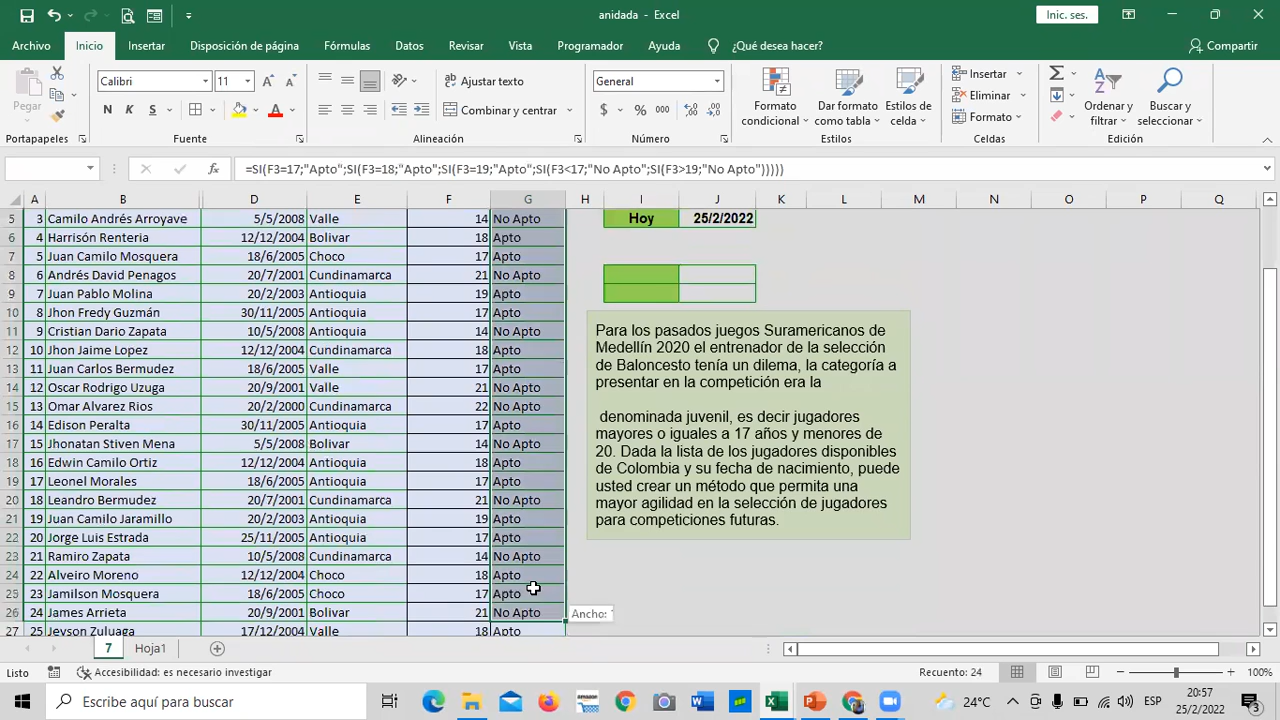 anidada - Excel
Inic. ses.
Archivo Inicio Insertar Disposición de página Fórmulas Datos Revisar Vista Programador Ayuda ¿Qué desea hacer? Compartir
Pegar
Calibri 11
N K S
Ajustar texto
Combinar y centrar
General
$ % 000
Formato condicional
Dar formato como tabla
Estilos de celda
Insertar
Eliminar
Formato
Ordenar y filtrar
Buscar y seleccionar
Portapapeles Fuente Alineación Número Estilos Celdas Edición
fx =SI(F3=17;"Apto";SI(F3=18;"Apto";SI(F3=19;"Apto";SI(F3<17;"No Apto";SI(F3>19;"No Apto")))))
A B D E F G H I J K L M N O P Q
5 3 Camilo Andrés Arroyave 5/5/2008 Valle 14 No Apto Hoy 25/2/2022
6 4 Harrisón Renteria 12/12/2004 Bolivar 18 Apto
7 5 Juan Camilo Mosquera 18/6/2005 Choco 17 Apto
8 6 Andrés David Penagos 20/7/2001 Cundinamarca 21 No Apto
9 7 Juan Pablo Molina 20/2/2003 Antioquia 19 Apto
10 8 Jhon Fredy Guzmán 30/11/2005 Antioquia 17 Apto
11 9 Cristian Dario Zapata 10/5/2008 Antioquia 14 No Apto
12 10 Jhon Jaime Lopez 12/12/2004 Cundinamarca 18 Apto
13 11 Juan Carlos Bermudez 18/6/2005 Valle 17 Apto
14 12 Oscar Rodrigo Uzuga 20/9/2001 Valle 21 No Apto
15 13 Omar Alvarez Rios 20/2/2000 Cundinamarca 22 No Apto
16 14 Edison Peralta 30/11/2005 Antioquia 17 Apto
17 15 Jhonatan Stiven Mena 5/5/2008 Bolivar 14 No Apto
18 16 Edwin Camilo Ortiz 12/12/2004 Antioquia 18 Apto
19 17 Leonel Morales 18/6/2005 Antioquia 17 Apto
20 18 Leandro Bermudez 20/7/2001 Cundinamarca 21 No Apto
21 19 Juan Camilo Jaramillo 20/2/2003 Antioquia 19 Apto
22 20 Jorge Luis Estrada 25/11/2005 Antioquia 17 Apto
23 21 Ramiro Zapata 10/5/2008 Cundinamarca 14 No Apto
24 22 Alveiro Moreno 12/12/2004 Choco 18 Apto
25 23 Jamilson Mosquera 18/6/2005 Choco 17 Apto
26 24 James Arrieta 20/9/2001 Bolivar 21 No Apto
27 25 Jeyson Zuluaga 17/12/2004 Valle 18 Apto
Para los pasados juegos Suramericanos de
Medellín 2020 el entrenador de la selección
de Baloncesto tenía un dilema, la categoría a
presentar en la competición era la
denominada juvenil, es decir jugadores
mayores o iguales a 17 años y menores de
20. Dada la lista de los jugadores disponibles
de Colombia y su fecha de nacimiento, puede
usted crear un método que permita una
mayor agilidad en la selección de jugadores
para competiciones futuras.
Ancho:
7 Hoja1
Listo Accesibilidad: es necesario investigar Recuento: 24 100%
Escribe aquí para buscar
24°C
ESP
20:57
25/2/2022
3